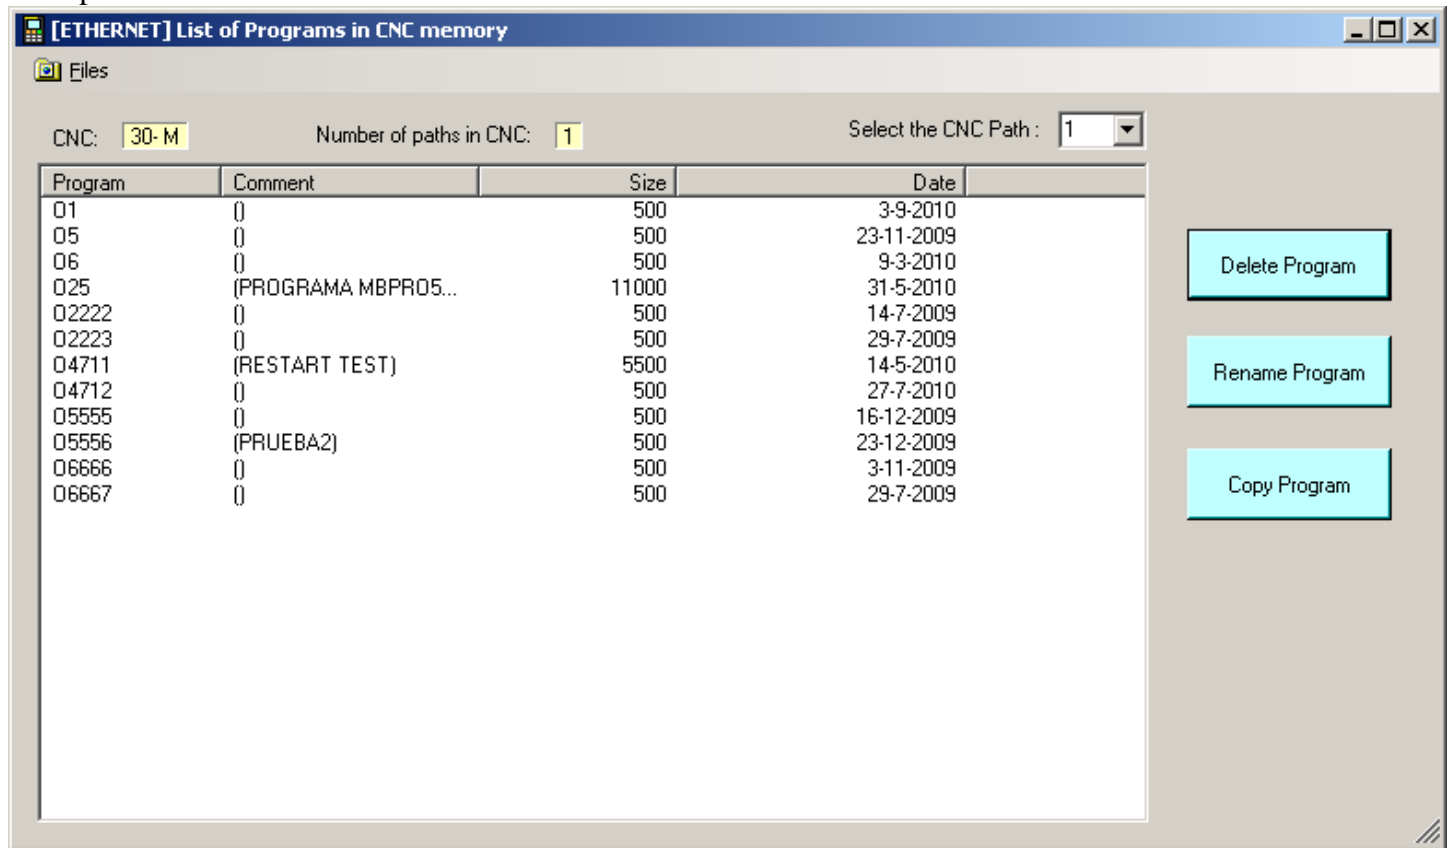 [ETHERNET] List of Programs in CNC memory
Files
CNC: 30- M Number of paths in CNC: 1 Select the CNC Path : 1
Program Comment Size Date
O1 () 500 3-9-2010
O5 () 500 23-11-2009
O6 () 500 9-3-2010
O25 (PROGRAMA MBPRO5... 11000 31-5-2010
O2222 () 500 14-7-2009
O2223 () 500 29-7-2009
O4711 (RESTART TEST) 5500 14-5-2010
O4712 () 500 27-7-2010
O5555 () 500 16-12-2009
O5556 (PRUEBA2) 500 23-12-2009
O6666 () 500 3-11-2009
O6667 () 500 29-7-2009
Delete Program
Rename Program
Copy Program